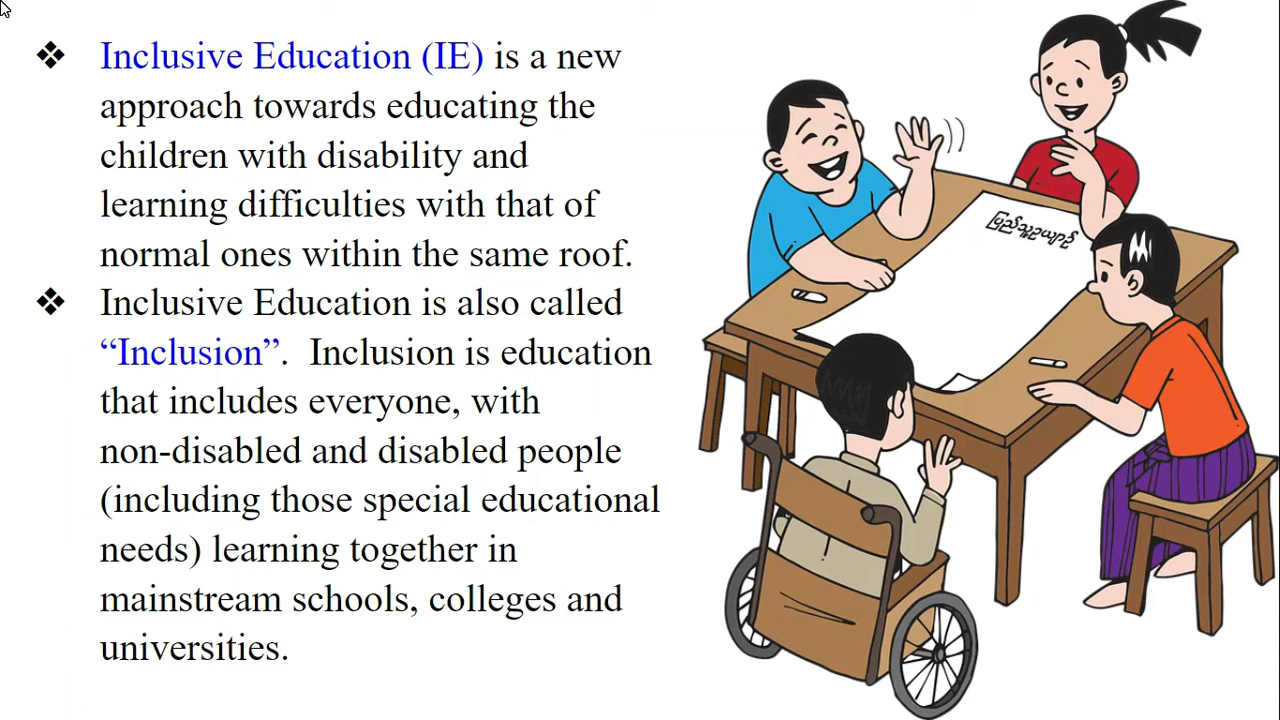 ❖ Inclusive Education (IE) is a new
approach towards educating the
children with disability and
learning difficulties with that of
normal ones within the same roof.
❖ Inclusive Education is also called
“Inclusion”. Inclusion is education
that includes everyone, with
non-disabled and disabled people
(including those special educational
needs) learning together in
mainstream schools, colleges and
universities.